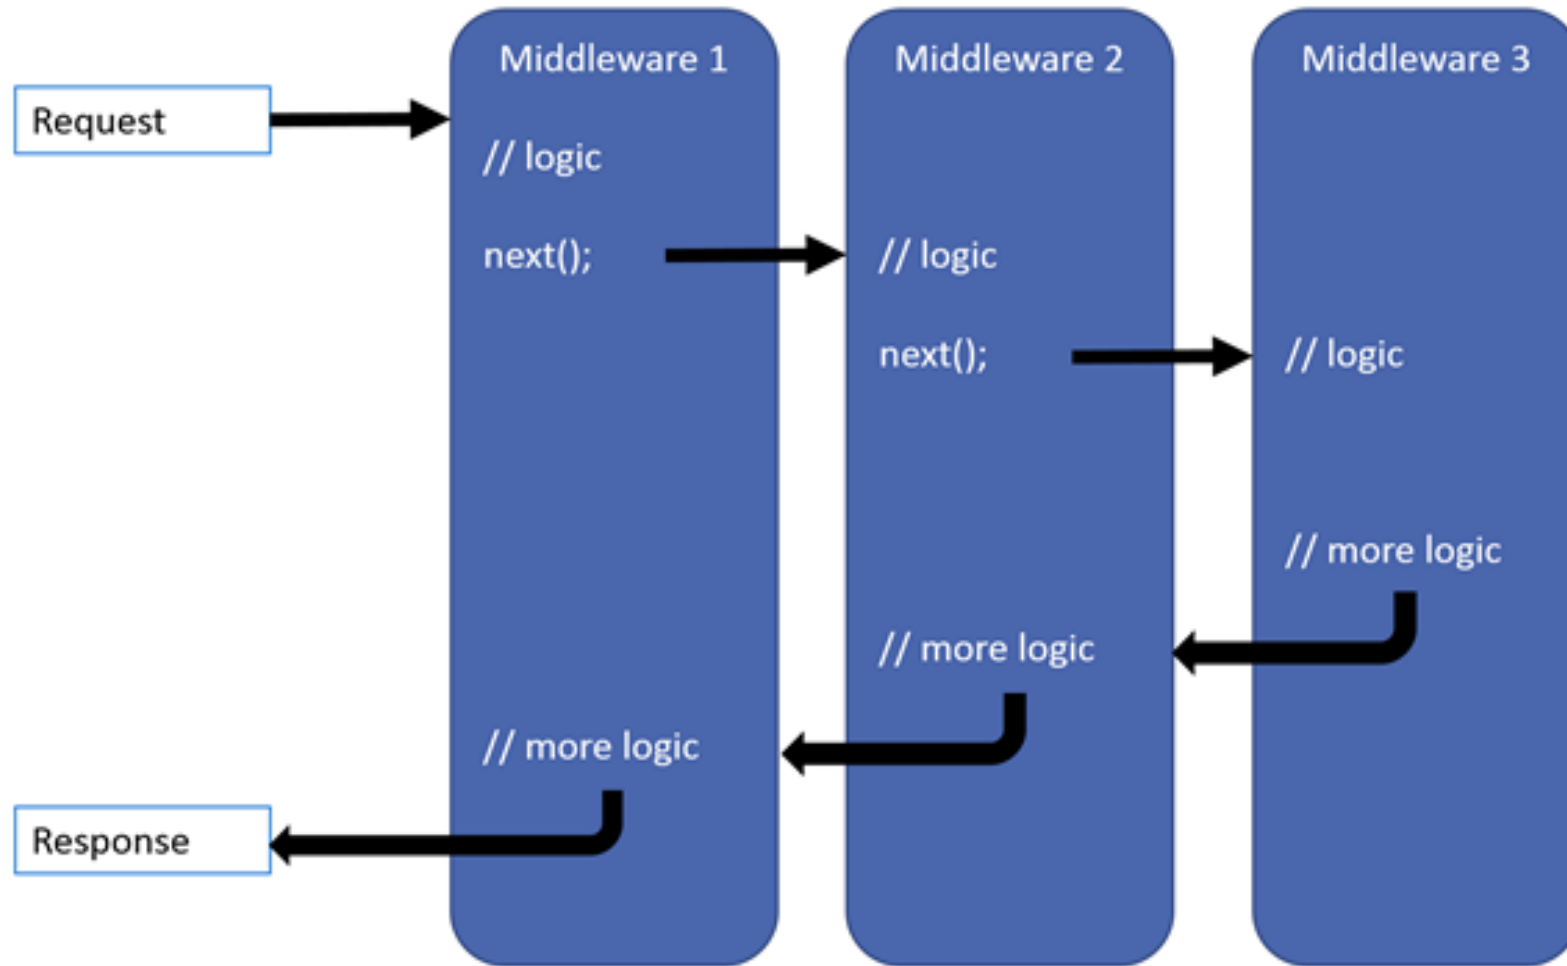 Middleware 1
Middleware 2
Middleware 3
Request
// logic
next();
// logic
next();
// logic
// more logic
// more logic
// more logic
Response